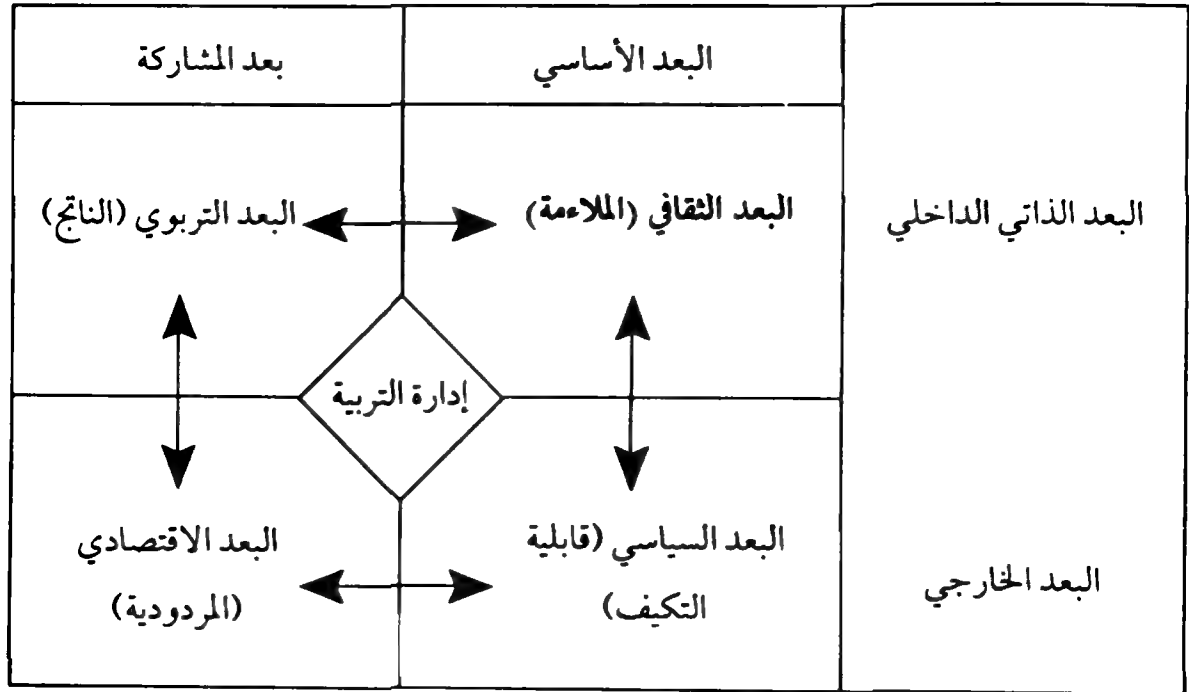 البعد الأساسي
بعد المشاركة
البعد الذاتي الداخلي
البعد الثقافي (الملاءمة)
البعد التربوي (الناتج)
إدارة التربية
البعد الخارجي
البعد السياسي (قابلية
التكيف)
البعد الاقتصادي
(المردودية)